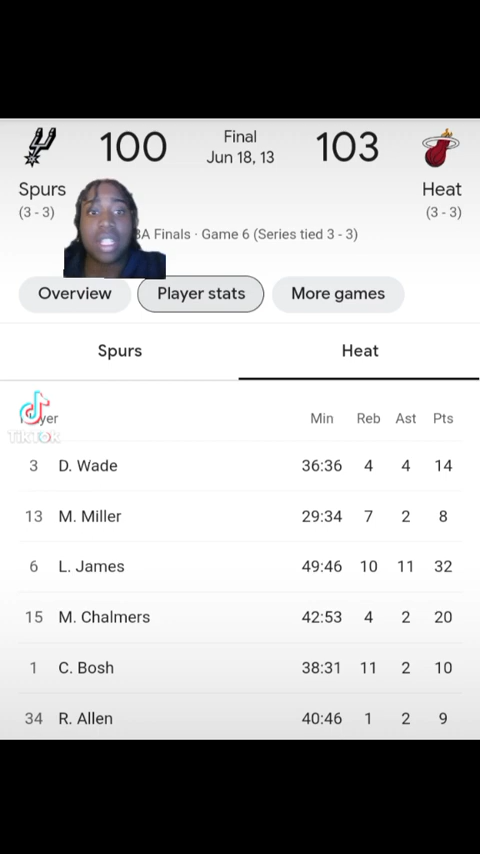 100 Final 103
Jun 18, 13
Spurs Heat
(3 - 3) (3 - 3)
Finals · Game 6 (Series tied 3 - 3)
Overview Player stats More games
Spurs Heat
Min Reb Ast Pts
TikTok
3 D. Wade 36:36 4 4 14
13 M. Miller 29:34 7 2 8
6 L. James 49:46 10 11 32
15 M. Chalmers 42:53 4 2 20
1 C. Bosh 38:31 11 2 10
34 R. Allen 40:46 1 2 9